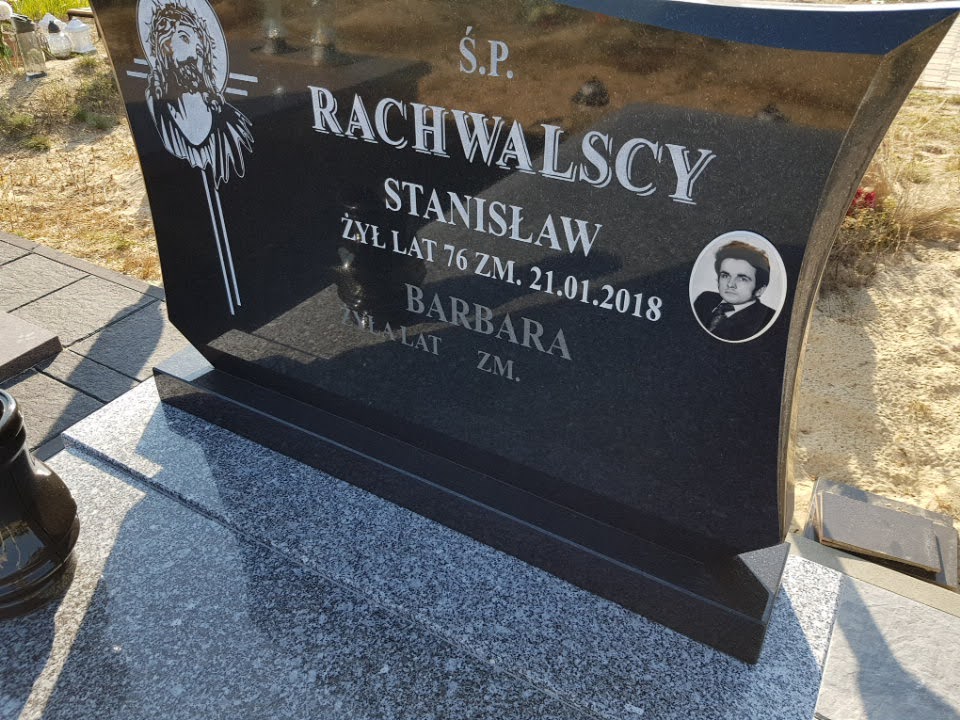 Ś.P.
RACHWALSCY
STANISŁAW
ŻYŁ LAT 76 ZM. 21.01.2018
BARBARA
ŻYŁA LAT ZM.